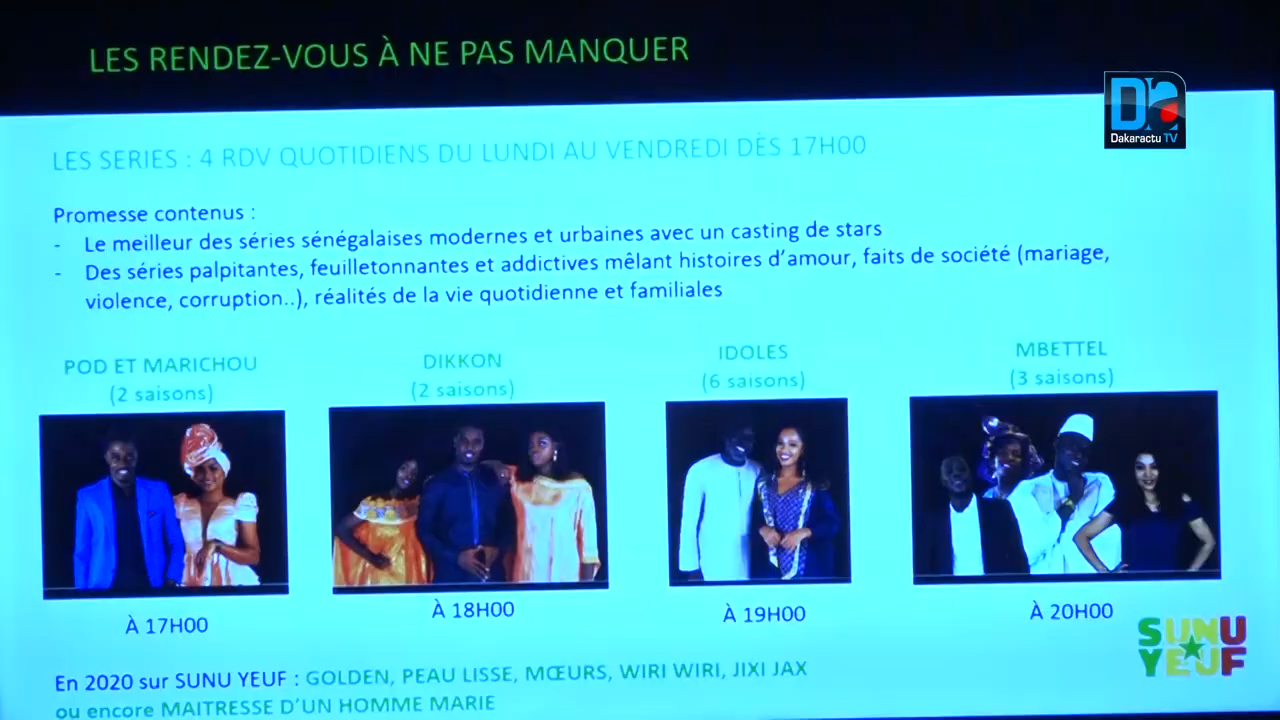 LES RENDEZ-VOUS À NE PAS MANQUER
Da
Dakaractu TV
LES SERIES : 4 RDV QUOTIDIENS DU LUNDI AU VENDREDI DÈS 17H00
Promesse contenus :
- Le meilleur des séries sénégalaises modernes et urbaines avec un casting de stars
- Des séries palpitantes, feuilletonnantes et addictives mêlant histoires d'amour, faits de société (mariage,
violence, corruption..), réalités de la vie quotidienne et familiales
POD ET MARICHOU
(2 saisons)
DIKKON
(2 saisons)
IDOLES
(6 saisons)
MBETTEL
(3 saisons)
À 17H00
À 18H00
À 19H00
À 20H00
SUNU
YEUF
En 2020 sur SUNU YEUF : GOLDEN, PEAU LISSE, MŒURS, WIRI WIRI, JIXI JAX
ou encore MAITRESSE D'UN HOMME MARIE